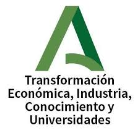 Transformación
Económica, Industria,
Conocimiento y
Universidades